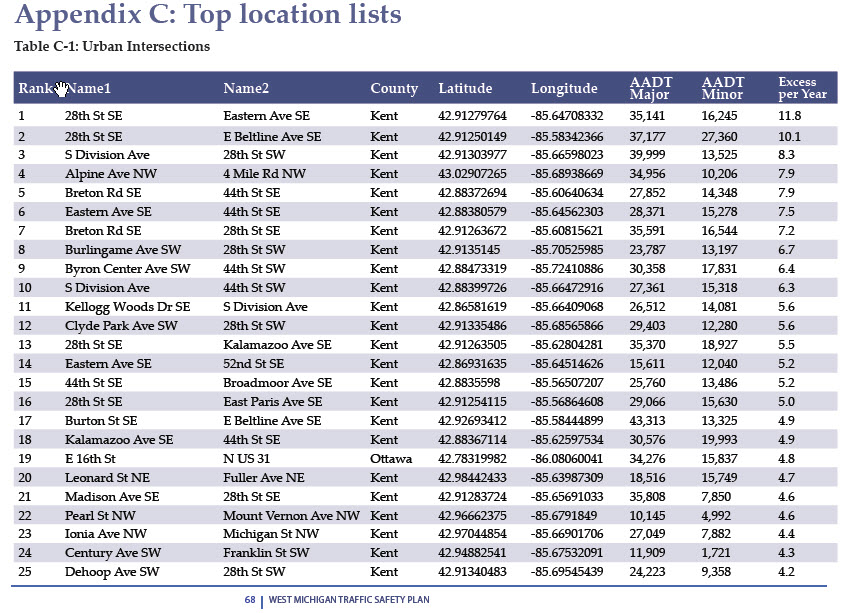 Appendix C: Top location lists
Table C-1: Urban Intersections
Rank Name1 Name2 County Latitude Longitude AADT Major AADT Minor Excess per Year
1 28th St SE Eastern Ave SE Kent 42.91279764 -85.64708332 35,141 16,245 11.8
2 28th St SE E Beltline Ave SE Kent 42.91250149 -85.58342366 37,177 27,360 10.1
3 S Division Ave 28th St SW Kent 42.91303977 -85.66598023 39,999 13,525 8.3
4 Alpine Ave NW 4 Mile Rd NW Kent 43.02907265 -85.68938669 34,956 10,206 7.9
5 Breton Rd SE 44th St SE Kent 42.88372694 -85.60640634 27,852 14,348 7.9
6 Eastern Ave SE 44th St SE Kent 42.88380579 -85.64562303 28,371 15,278 7.5
7 Breton Rd SE 28th St SE Kent 42.91263672 -85.60815621 35,591 16,544 7.2
8 Burlingame Ave SW 28th St SW Kent 42.9135145 -85.70525985 23,787 13,197 6.7
9 Byron Center Ave SW 44th St SW Kent 42.88473319 -85.72410886 30,358 17,831 6.4
10 S Division Ave 44th St SW Kent 42.88399726 -85.66472916 27,361 15,318 6.3
11 Kellogg Woods Dr SE S Division Ave Kent 42.86581619 -85.66409068 26,512 14,081 5.6
12 Clyde Park Ave SW 28th St SW Kent 42.91335486 -85.68565866 29,403 12,280 5.6
13 28th St SE Kalamazoo Ave SE Kent 42.91263505 -85.62804281 35,370 18,927 5.5
14 Eastern Ave SE 52nd St SE Kent 42.86931635 -85.64514626 15,611 12,040 5.2
15 44th St SE Broadmoor Ave SE Kent 42.8835598 -85.56507207 25,760 13,486 5.2
16 28th St SE East Paris Ave SE Kent 42.91254115 -85.56864608 29,066 15,630 5.0
17 Burton St SE E Beltline Ave SE Kent 42.92693412 -85.58444899 43,313 13,325 4.9
18 Kalamazoo Ave SE 44th St SE Kent 42.88367114 -85.62597534 30,576 19,993 4.9
19 E 16th St N US 31 Ottawa 42.78319982 -86.08060041 34,276 15,837 4.8
20 Leonard St NE Fuller Ave NE Kent 42.98442433 -85.63987309 18,516 15,749 4.7
21 Madison Ave SE 28th St SE Kent 42.91283724 -85.65691033 35,808 7,850 4.6
22 Pearl St NW Mount Vernon Ave NW Kent 42.96662375 -85.6791849 10,145 4,992 4.6
23 Ionia Ave NW Michigan St NW Kent 42.97044854 -85.66901706 27,049 7,882 4.4
24 Century Ave SW Franklin St SW Kent 42.94882541 -85.67532091 11,909 1,721 4.3
25 Dehoop Ave SW 28th St SW Kent 42.91340483 -85.69545439 24,223 9,358 4.2
68 | WEST MICHIGAN TRAFFIC SAFETY PLAN